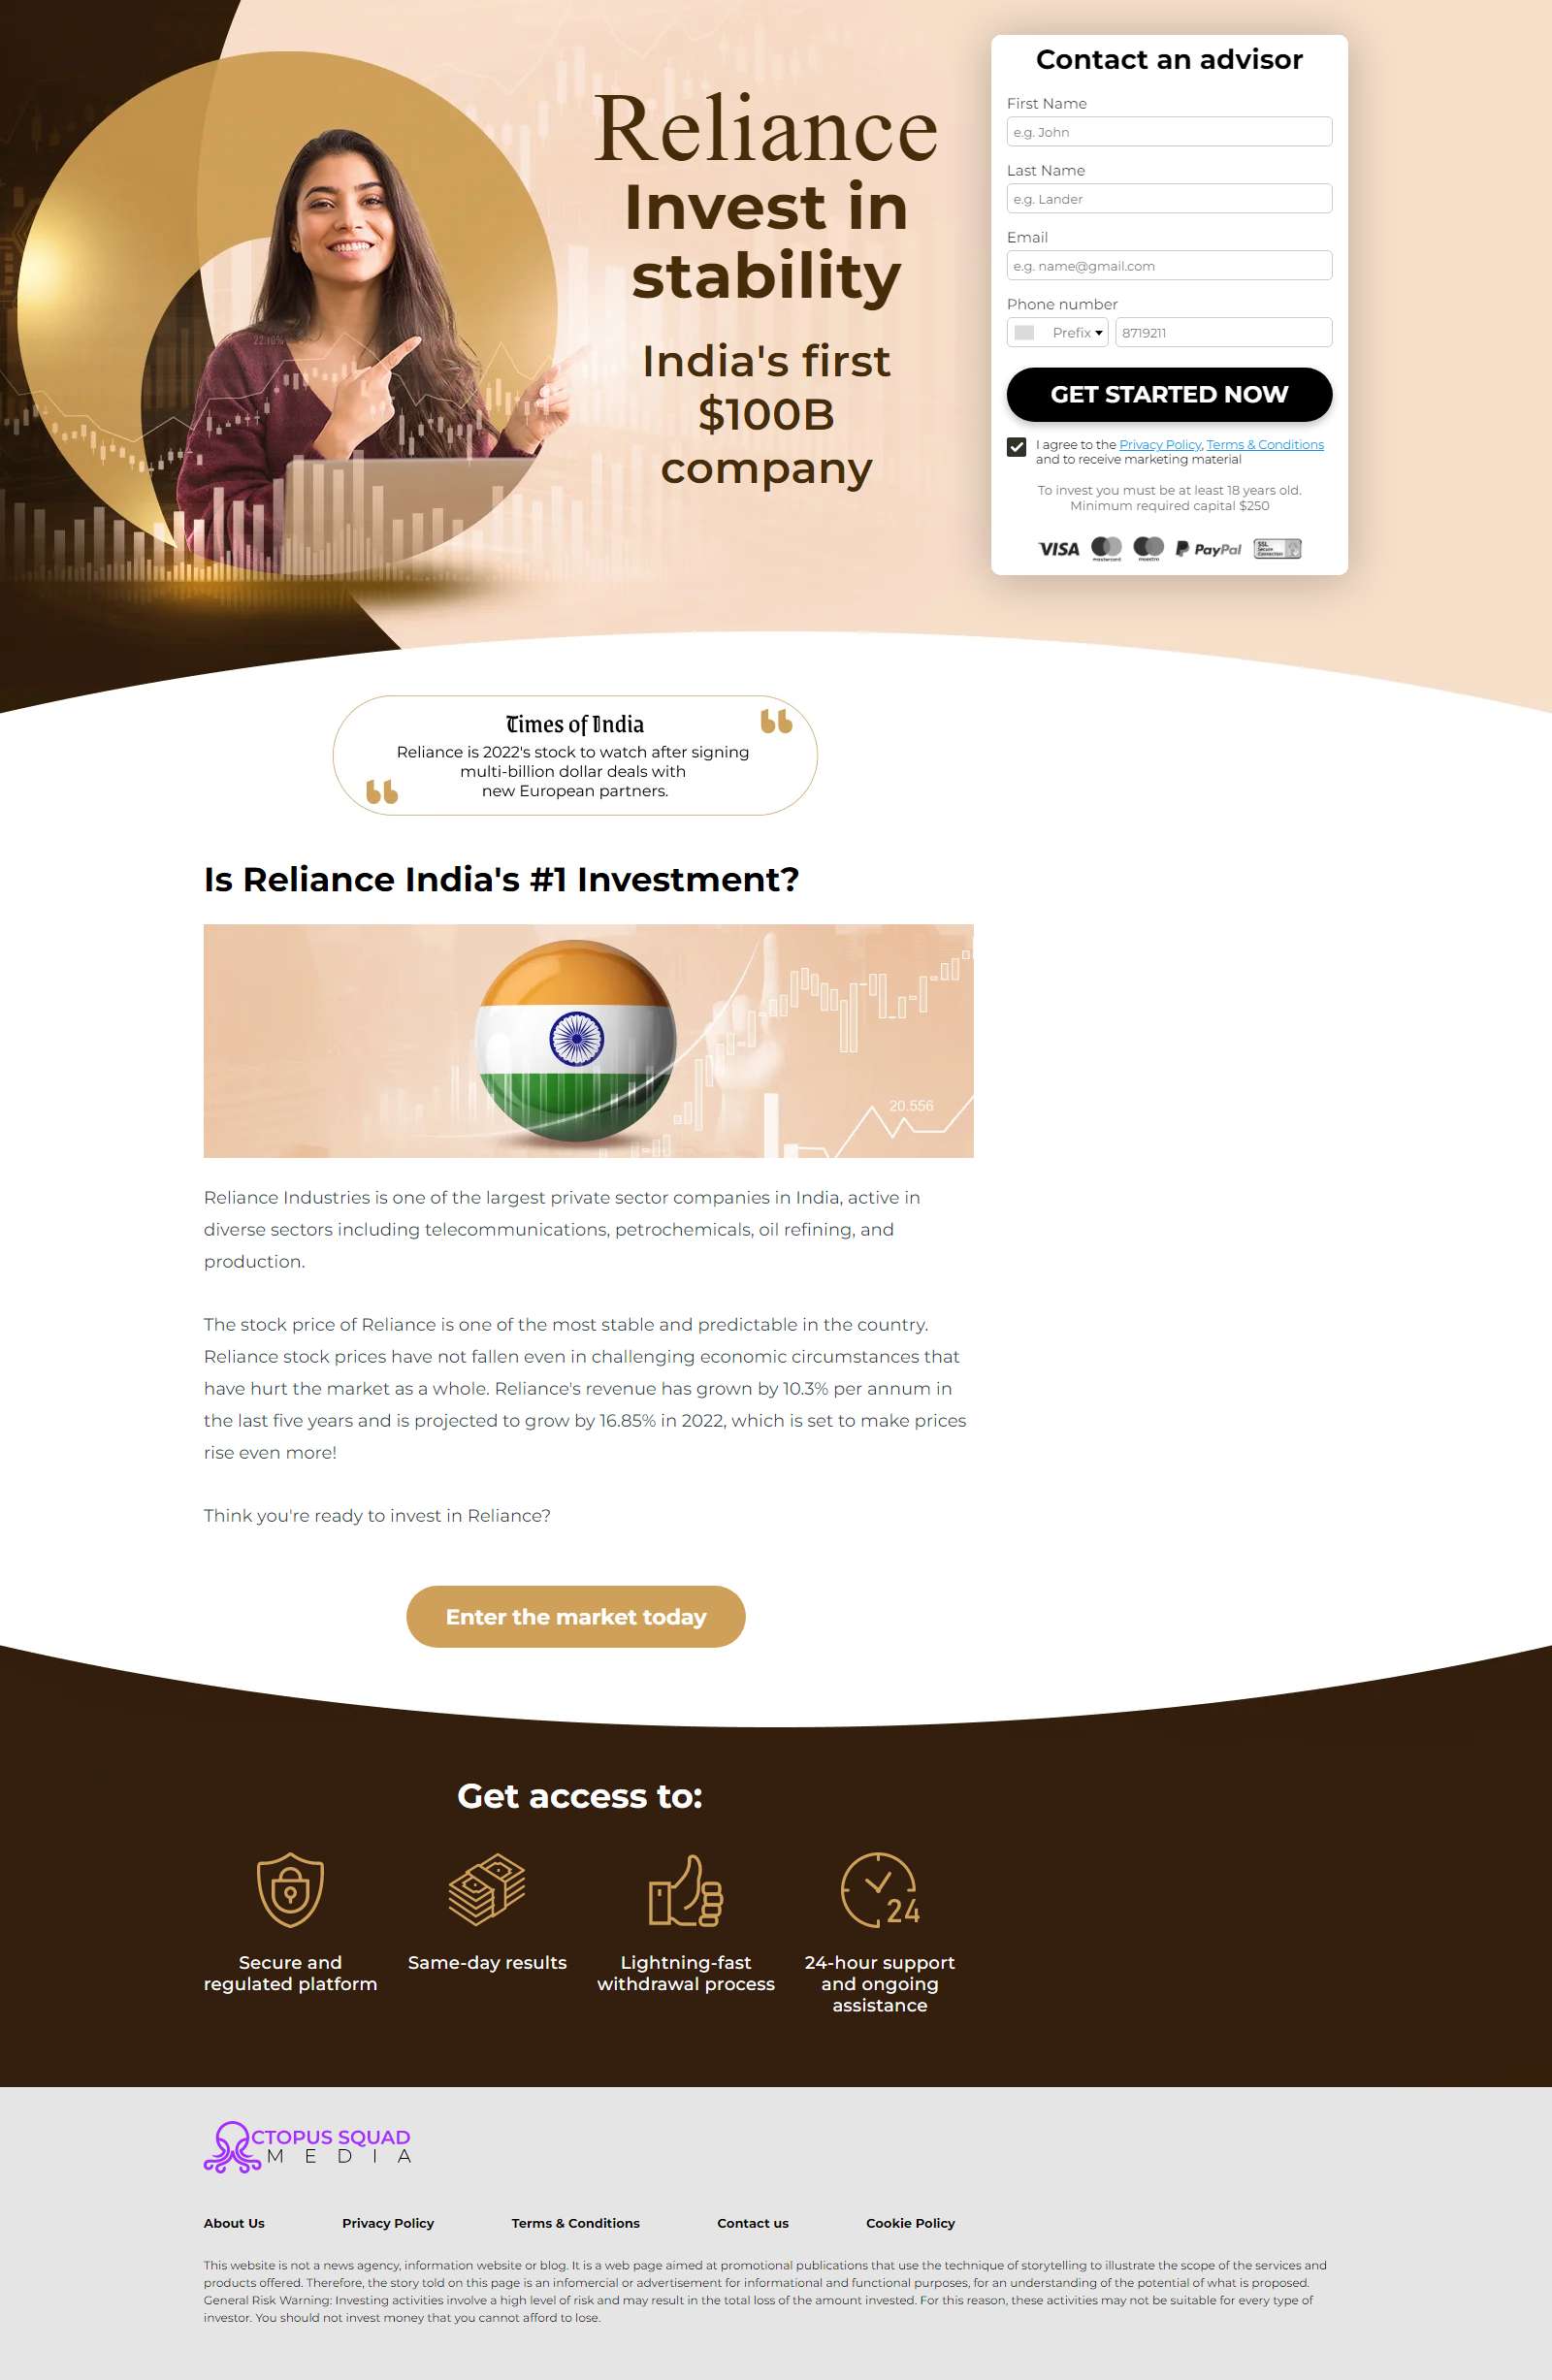 Reliance
Invest in
stability
India's first
$100B
company
22.10%
Contact an advisor
First Name
e.g. John
Last Name
e.g. Lander
Email
e.g. name@gmail.com
Phone number
Prefix
8719211
GET STARTED NOW
I agree to the Privacy Policy, Terms & Conditions
and to receive marketing material
To invest you must be at least 18 years old.
Minimum required capital $250
VISA
mastercard
maestro
PayPal
SSL
Secure
Connection
Times of India
Reliance is 2022's stock to watch after signing
multi-billion dollar deals with
new European partners.
Is Reliance India's #1 Investment?
20.556
Reliance Industries is one of the largest private sector companies in India, active in
diverse sectors including telecommunications, petrochemicals, oil refining, and
production.
The stock price of Reliance is one of the most stable and predictable in the country.
Reliance stock prices have not fallen even in challenging economic circumstances that
have hurt the market as a whole. Reliance's revenue has grown by 10.3% per annum in
the last five years and is projected to grow by 16.85% in 2022, which is set to make prices
rise even more!
Think you're ready to invest in Reliance?
Enter the market today
Get access to:
24
Secure and
regulated platform
Same-day results
Lightning-fast
withdrawal process
24-hour support
and ongoing
assistance
OCTOPUS SQUAD
MEDIA
About Us
Privacy Policy
Terms & Conditions
Contact us
Cookie Policy
This website is not a news agency, information website or blog. It is a web page aimed at promotional publications that use the technique of storytelling to illustrate the scope of the services and
products offered. Therefore, the story told on this page is an infomercial or advertisement for informational and functional purposes, for an understanding of the potential of what is proposed.
General Risk Warning: Investing activities involve a high level of risk and may result in the total loss of the amount invested. For this reason, these activities may not be suitable for every type of
investor. You should not invest money that you cannot afford to lose.